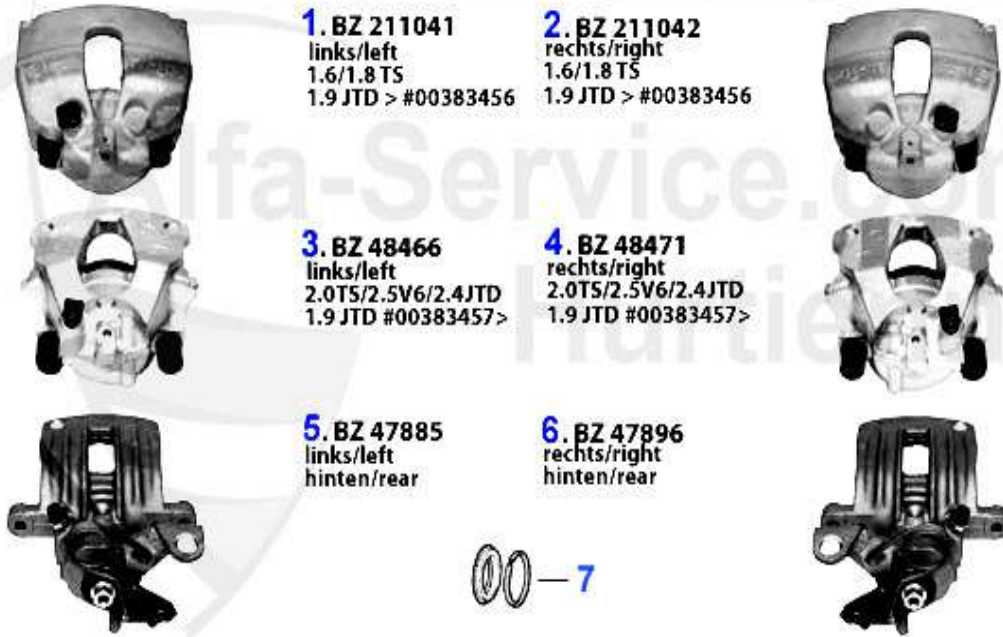 1. BZ 211041
links/left
1.6/1.8 TS
1.9 JTD > #00383456
2. BZ 211042
rechts/right
1.6/1.8 TS
1.9 JTD > #00383456
Alfa-Service.com
3. BZ 48466
links/left
2.0TS/2.5V6/2.4JTD
1.9 JTD #00383457>
4. BZ 48471
rechts/right
2.0TS/2.5V6/2.4JTD
1.9 JTD #00383457>
5. BZ 47885
links/left
hinten/rear
6. BZ 47896
rechts/right
hinten/rear
7